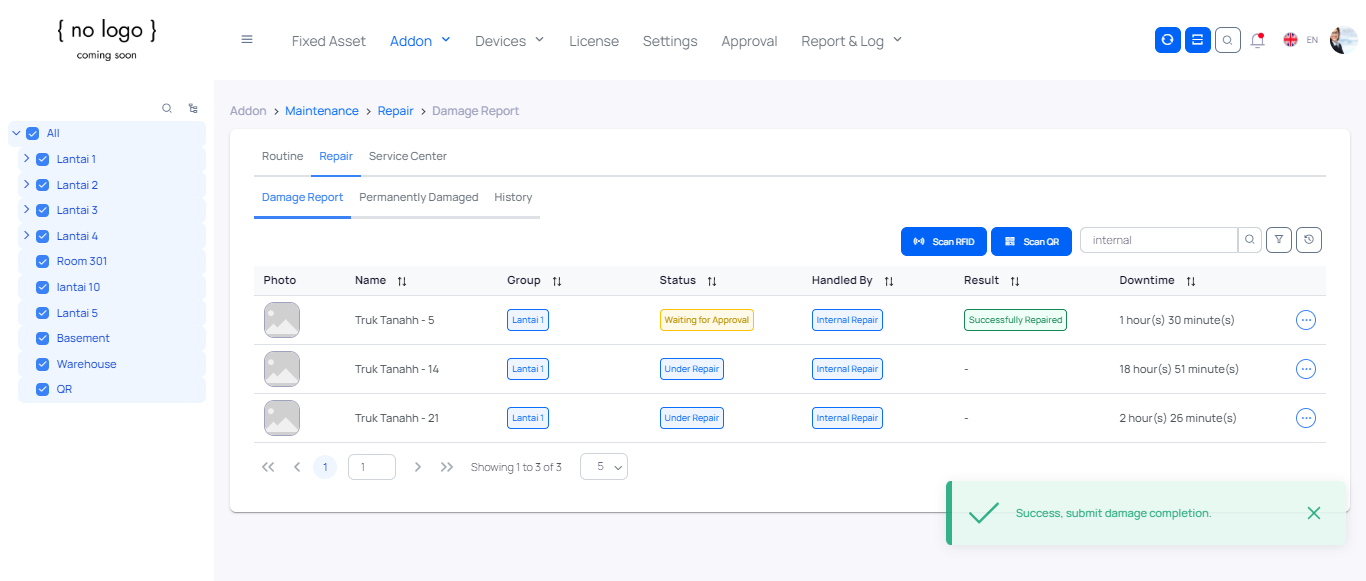 { no logo }
coming soon
Fixed Asset Addon Devices License Settings Approval Report & Log EN
All
Lantai 1
Lantai 2
Lantai 3
Lantai 4
Room 301
lantai 10
Lantai 5
Basement
Warehouse
QR
Addon > Maintenance > Repair > Damage Report
Routine Repair Service Center
Damage Report Permanently Damaged History
Scan RFID Scan QR internal
Photo Name Group Status Handled By Result Downtime
Truk Tanahh - 5 Lantai 1 Waiting for Approval Internal Repair Successfully Repaired 1 hour(s) 30 minute(s)
Truk Tanahh - 14 Lantai 1 Under Repair Internal Repair - 18 hour(s) 51 minute(s)
Truk Tanahh - 21 Lantai 1 Under Repair Internal Repair - 2 hour(s) 26 minute(s)
1 1 Showing 1 to 3 of 3 5
Success, submit damage completion.